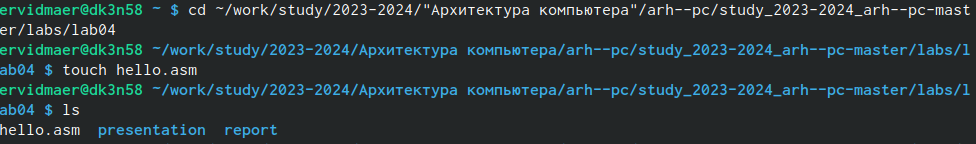 ervidmaer@dk3n58 ~ $ cd ~/work/study/2023-2024/"Архитектура компьютера"/arh--pc/study_2023-2024_arh--pc-mast
er/labs/lab04
ervidmaer@dk3n58 ~/work/study/2023-2024/Архитектура компьютера/arh--pc/study_2023-2024_arh--pc-master/labs/l
ab04 $ touch hello.asm
ervidmaer@dk3n58 ~/work/study/2023-2024/Архитектура компьютера/arh--pc/study_2023-2024_arh--pc-master/labs/l
ab04 $ ls
hello.asm  presentation  report